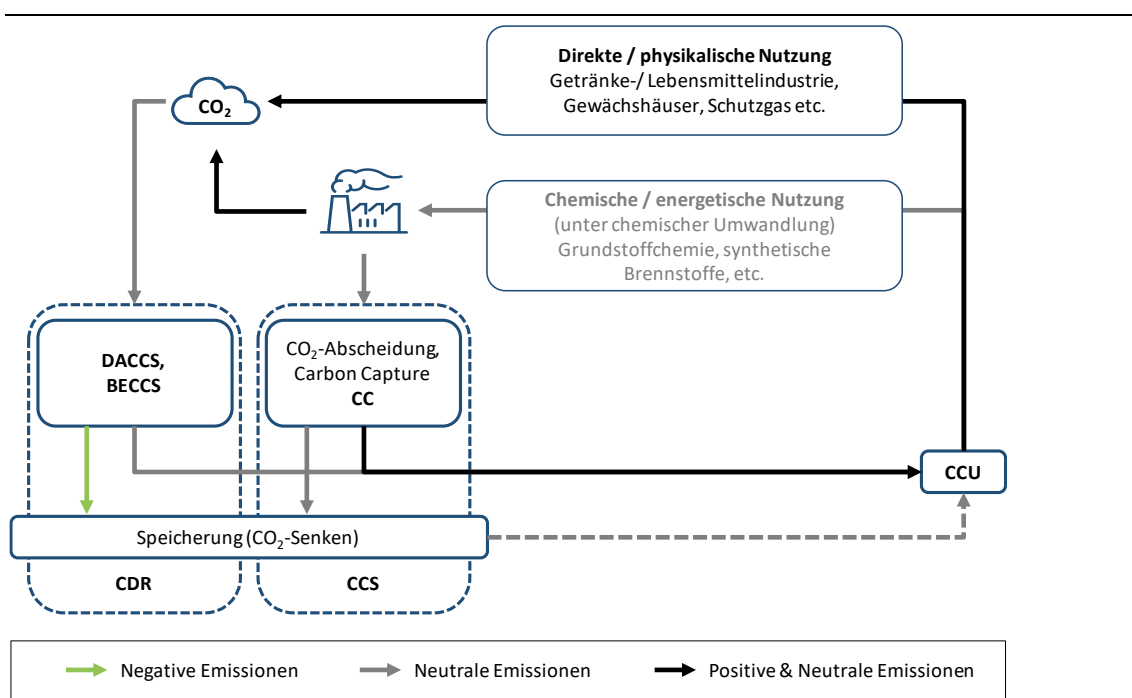 Direkte / physikalische Nutzung
Getränke-/ Lebensmittelindustrie,
Gewächshäuser, Schutzgas etc.
CO₂
Chemische / energetische Nutzung
(unter chemischer Umwandlung)
Grundstoffchemie, synthetische
Brennstoffe, etc.
DACCS,
BECCS
CO₂-Abscheidung,
Carbon Capture
CC
CCU
Speicherung (CO₂-Senken)
CDR
CCS
Negative Emissionen
Neutrale Emissionen
Positive & Neutrale Emissionen